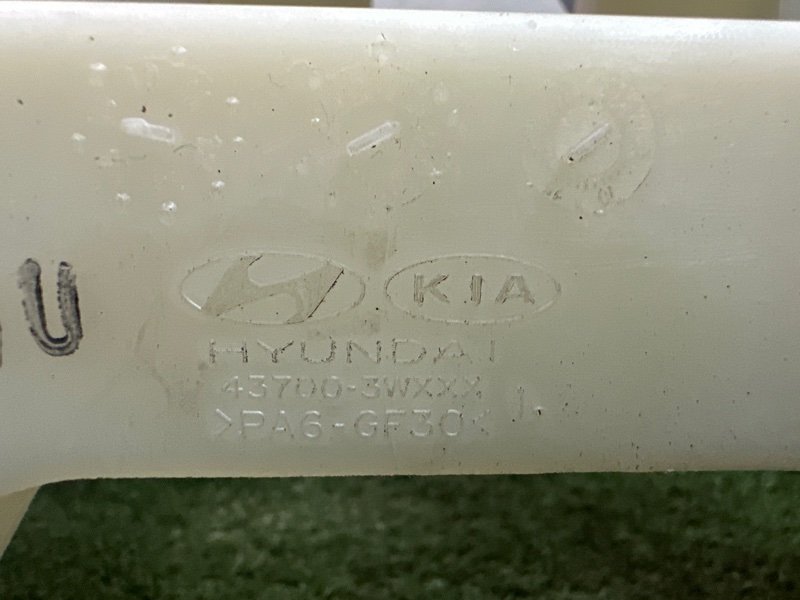 U
KIA
HYUNDAI
43700-3WXXX
>PA6-GF30<